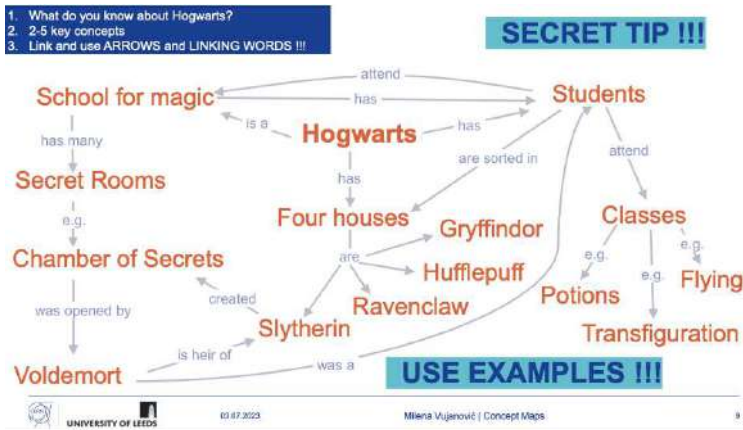 1. What do you know about Hogwarts?
2. 2-5 key concepts
3. Link and use ARROWS and LINKING WORDS !!!
SECRET TIP !!!
attend
School for magic
has
Students
is a
Hogwarts
has
has many
are sorted in
attend
Secret Rooms
has
e.g.
Four houses
Classes
Gryffindor
are
Chamber of Secrets
e.g.
e.g.
e.g.
Hufflepuff
Flying
created
Ravenclaw
Potions
was opened by
Slytherin
Transfiguration
is heir of
was a
Voldemort
USE EXAMPLES !!!
UNIVERSITY OF LEEDS
03.07.2023
Milena Vujanović | Concept Maps
9